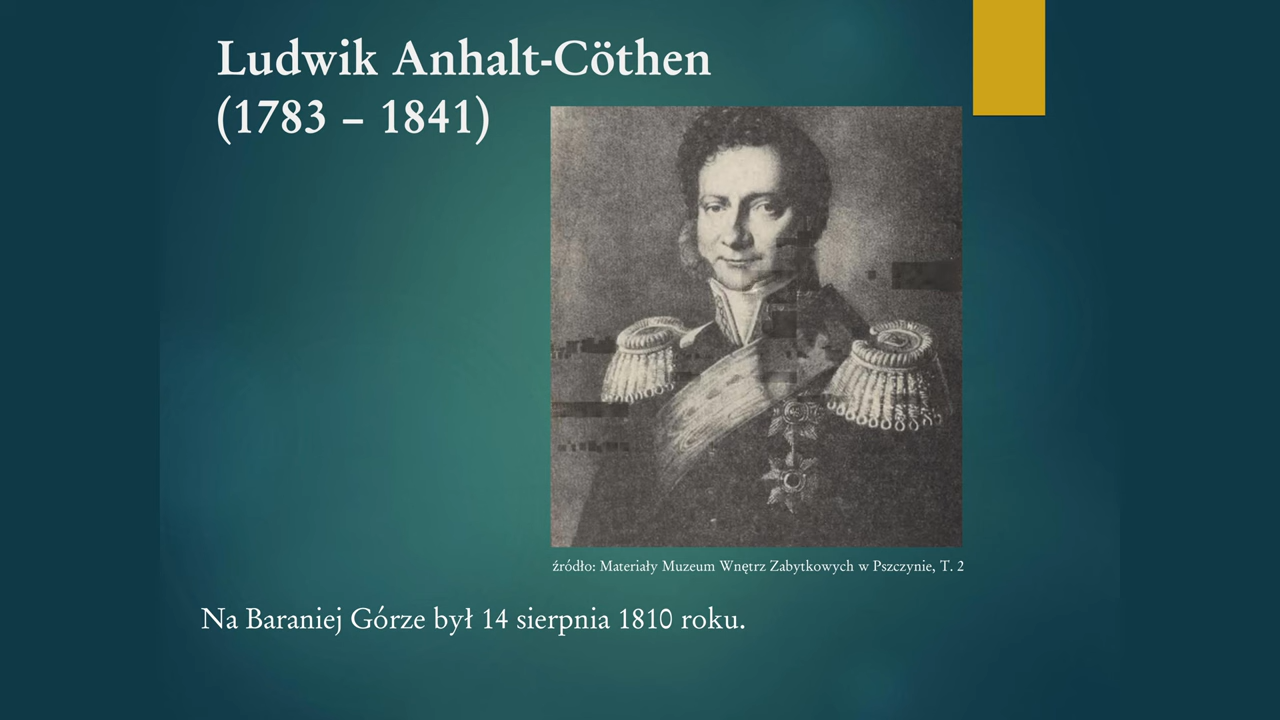 Ludwik Anhalt-Cöthen
(1783 – 1841)
źródło: Materiały Muzeum Wnętrz Zabytkowych w Pszczynie, T. 2
Na Baraniej Górze był 14 sierpnia 1810 roku.